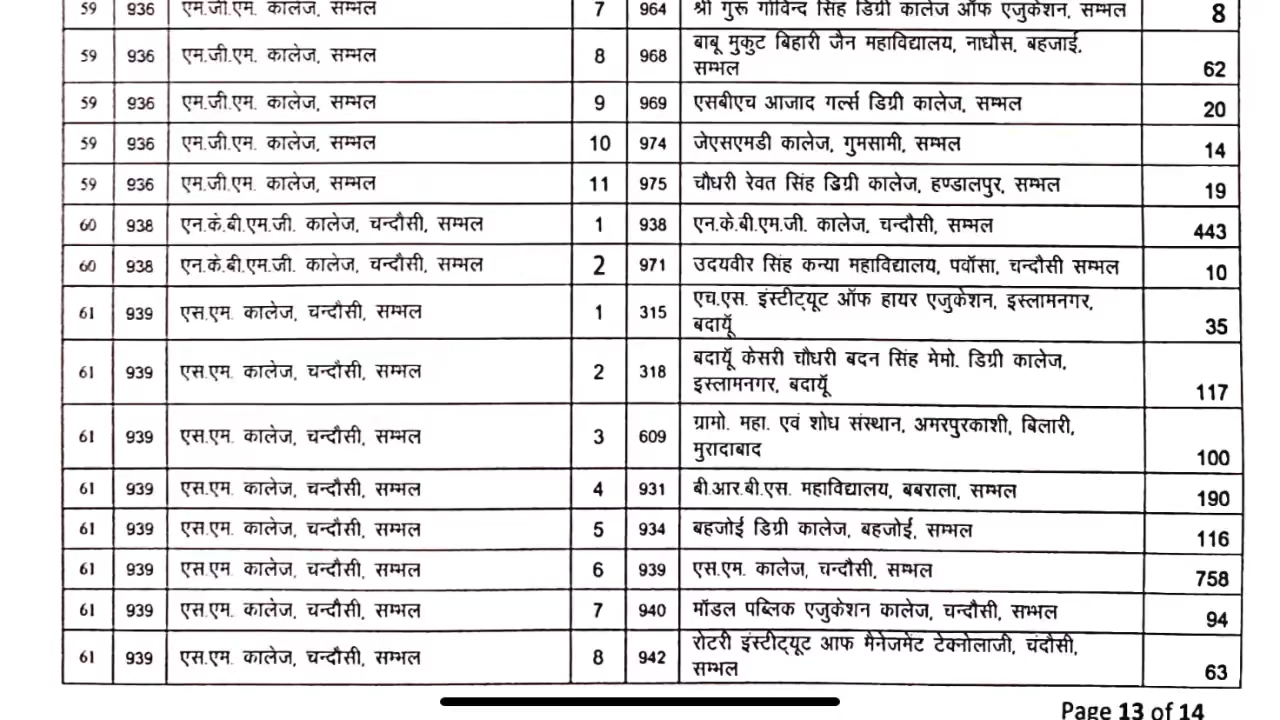 59 936 एम.जी.एम. कालेज, सम्भल 7 964 श्री गुरू गोविन्द सिंह डिग्री कालेज ऑफ एजुकेशन, सम्भल 8
59 936 एम.जी.एम. कालेज, सम्भल 8 968 बाबू मुकुट बिहारी जैन महाविद्यालय, नाधौस, बहजाई,
सम्भल 62
59 936 एम.जी.एम. कालेज, सम्भल 9 969 एसबीएच आजाद गर्ल्स डिग्री कालेज, सम्भल 20
59 936 एम.जी.एम. कालेज, सम्भल 10 974 जेएसएमडी कालेज, गुमसामी, सम्भल 14
59 936 एम.जी.एम. कालेज, सम्भल 11 975 चौधरी रेवत सिंह डिग्री कालेज, हण्डालपुर, सम्भल 19
60 938 एन.के.बी.एम.जी. कालेज, चन्दौसी, सम्भल 1 938 एन.के.बी.एम.जी. कालेज, चन्दौसी, सम्भल 443
60 938 एन.के.बी.एम.जी. कालेज, चन्दौसी, सम्भल 2 971 उदयवीर सिंह कन्या महाविद्यालय, पवॉसा, चन्दौसी सम्भल 10
61 939 एस.एम. कालेज, चन्दौसी, सम्भल 1 315 एच.एस. इंस्टीट्यूट ऑफ हायर एजुकेशन, इस्लामनगर,
बदायूॅ 35
61 939 एस.एम. कालेज, चन्दौसी, सम्भल 2 318 बदायूॅ केसरी चौधरी बदन सिंह मेमो. डिग्री कालेज,
इस्लामनगर, बदायूॅ 117
61 939 एस.एम. कालेज, चन्दौसी, सम्भल 3 609 ग्रामो. महा. एवं शोध संस्थान, अमरपुरकाशी, बिलारी,
मुरादाबाद 100
61 939 एस.एम. कालेज, चन्दौसी, सम्भल 4 931 बी.आर.बी.एस. महाविद्यालय, बबराला, सम्भल 190
61 939 एस.एम. कालेज, चन्दौसी, सम्भल 5 934 बहजोई डिग्री कालेज, बहजोई, सम्भल 116
61 939 एस.एम. कालेज, चन्दौसी, सम्भल 6 939 एस.एम. कालेज, चन्दौसी, सम्भल 758
61 939 एस.एम. कालेज, चन्दौसी, सम्भल 7 940 मॉडल पब्लिक एजुकेशन कालेज, चन्दौसी, सम्भल 94
61 939 एस.एम. कालेज, चन्दौसी, सम्भल 8 942 रोटरी इंस्टीट्यूट आफ मैनेजमेंट टेक्नोलाजी, चंदौसी,
सम्भल 63
Page 13 of 14